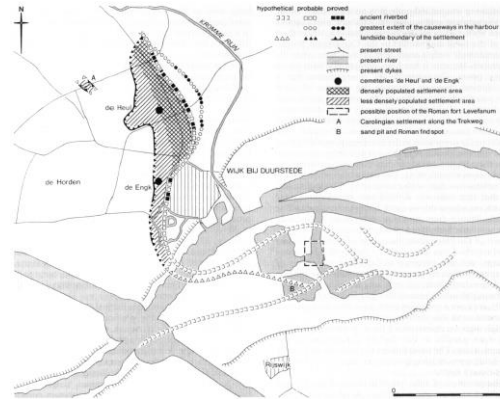 N
hypothetical probable proved
ancient riverbed
greatest extent of the causeways in the harbour
landside boundary of the settlement
present street
present river
present dykes
cemeteries 'de Heul' and 'de Engk'
densely populated settlement area
less densely populated settlement area
possible position of the Roman fort Levefanum
A Carolingian settlement along the Trekweg
B sand pit and Roman findspot
KROMME RIJN
A
de Heul
de Horden
de Engk
WIJK BIJ DUURSTEDE
B
Rijswijk
0